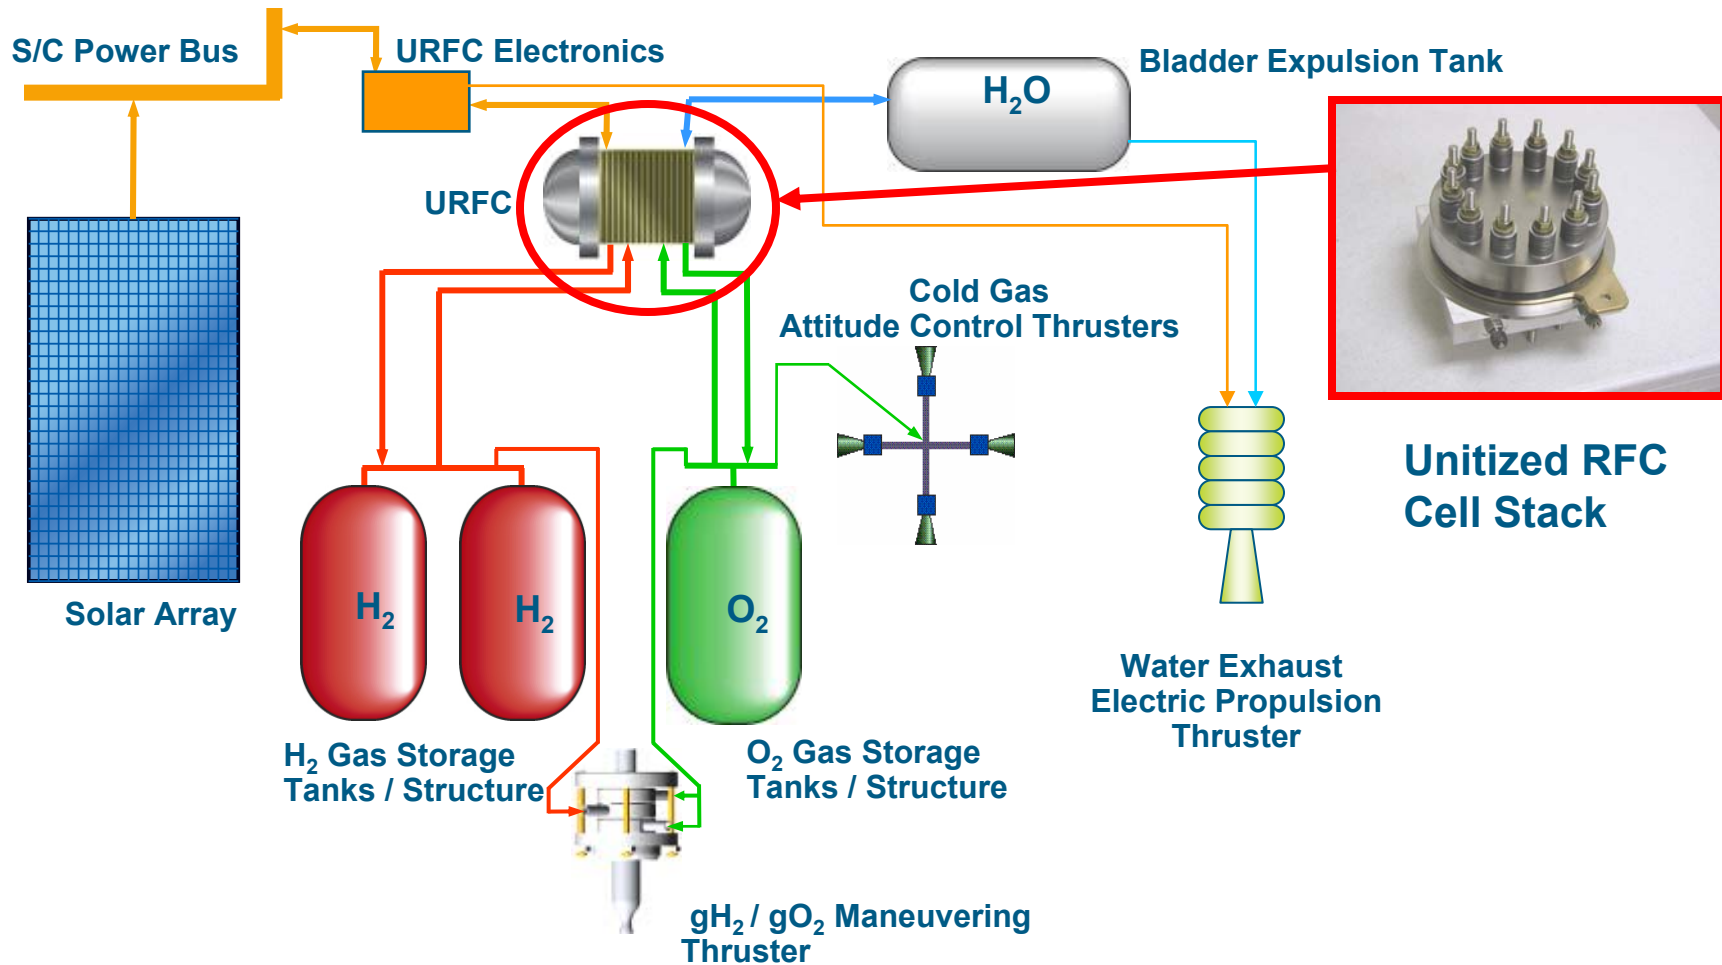 S/C Power Bus
URFC Electronics
Bladder Expulsion Tank
H₂O
URFC
Cold Gas
Attitude Control Thrusters
Unitized RFC
Cell Stack
H₂
H₂
O₂
Solar Array
Water Exhaust
Electric Propulsion
Thruster
H₂ Gas Storage
Tanks / Structure
O₂ Gas Storage
Tanks / Structure
gH₂ / gO₂ Maneuvering
Thruster